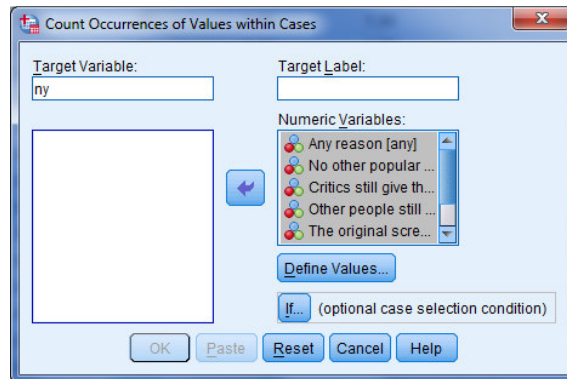 Count Occurrences of Values within Cases
X
Target Variable:
Target Label:
ny
Numeric Variables:
Any reason [any]
No other popular ...
Critics still give th...
Other people still ...
The original scre...
Define Values...
If... (optional case selection condition)
OK Paste Reset Cancel Help